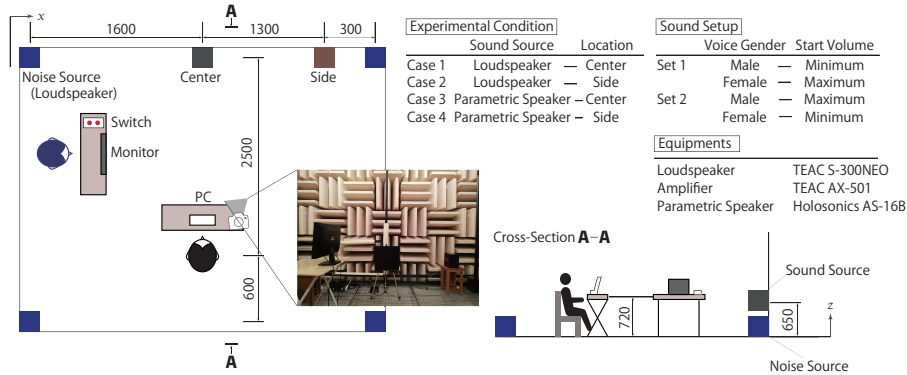 x
A
1600
1300
300
Noise Source
(Loudspeaker)
Center
Side
Switch
Monitor
2500
PC
600
A
Experimental Condition
Sound Source Location
Case 1 Loudspeaker — Center
Case 2 Loudspeaker — Side
Case 3 Parametric Speaker – Center
Case 4 Parametric Speaker – Side
Sound Setup
Voice Gender Start Volume
Set 1 Male — Minimum
Female — Maximum
Set 2 Male — Maximum
Female — Minimum
Equipments
Loudspeaker TEAC S-300NEO
Amplifier TEAC AX-501
Parametric Speaker Holosonics AS-16B
Cross-Section A–A
Sound Source
720
650
z
Noise Source